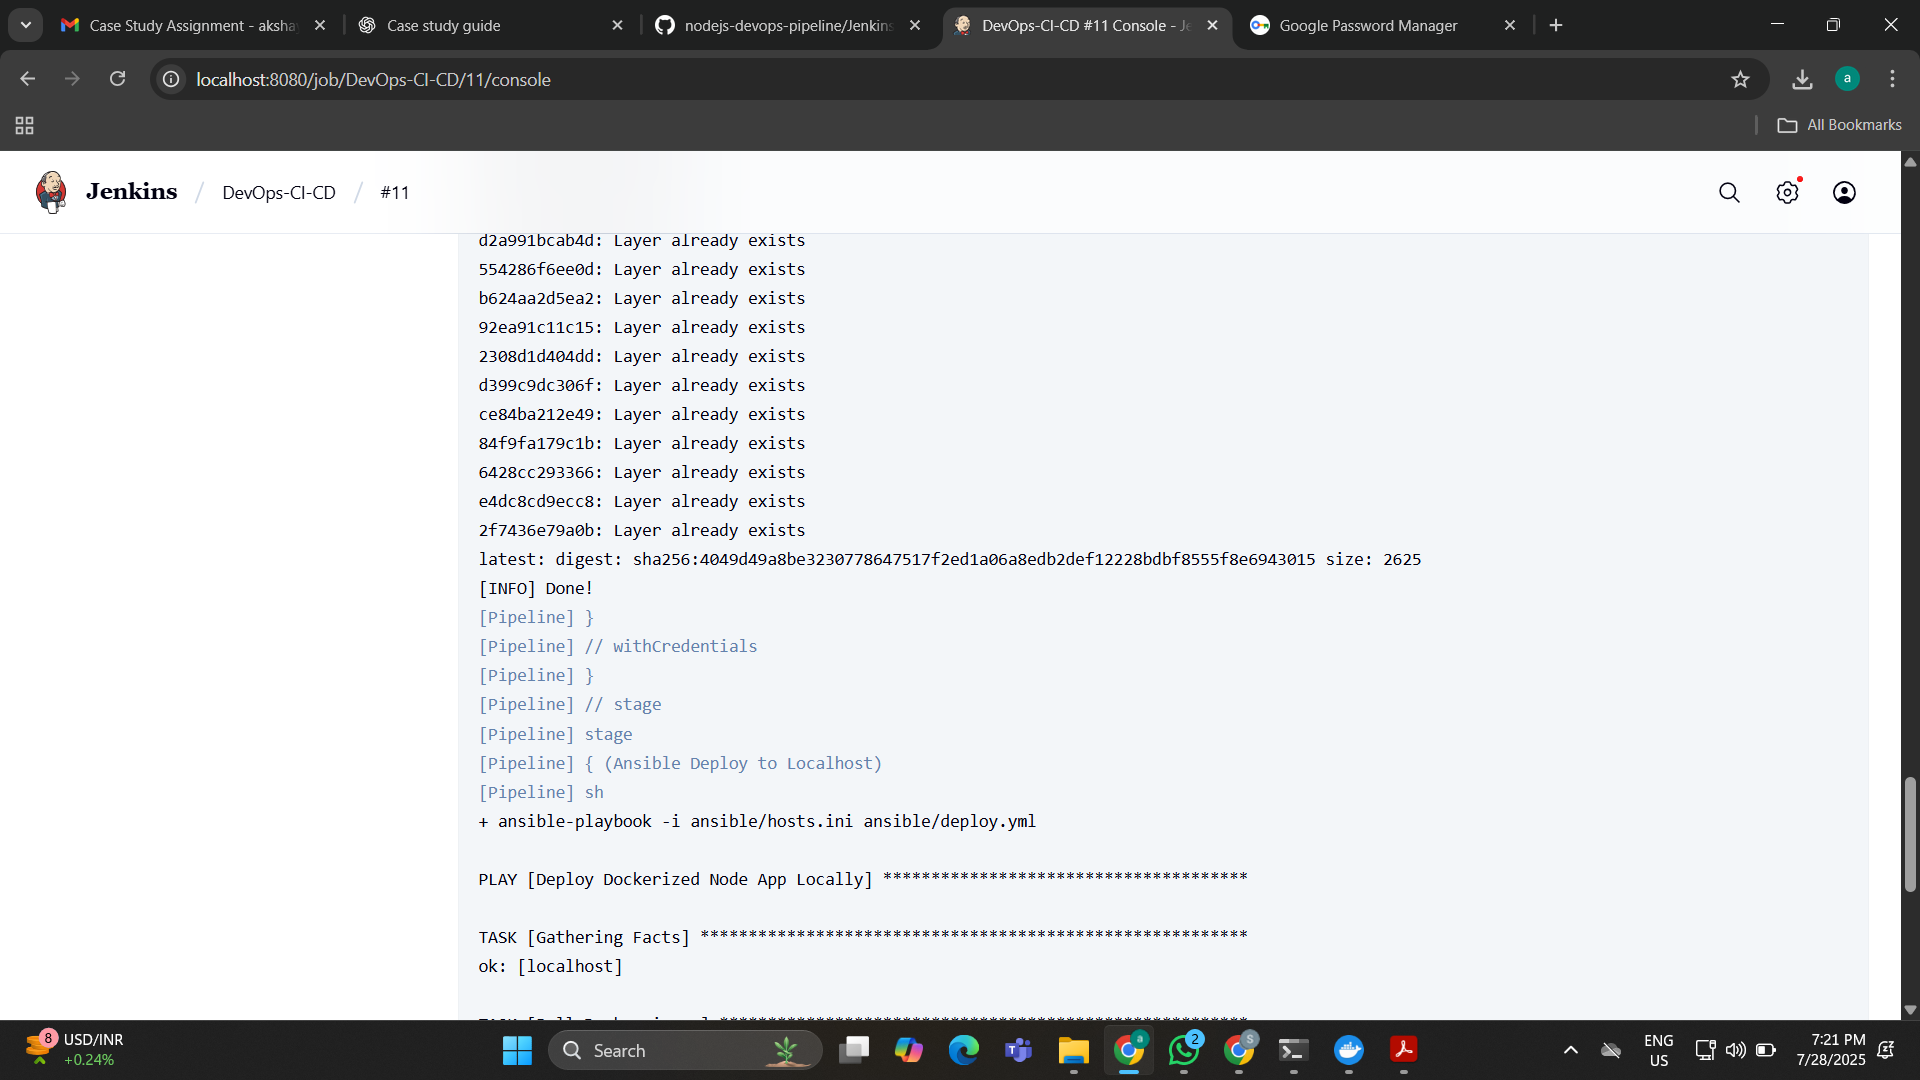 Case Study Assignment - aksha
Case study guide
nodejs-devops-pipeline/Jenkins
DevOps-CI-CD #11 Console - Je
Google Password Manager
localhost:8080/job/DevOps-CI-CD/11/console
a
All Bookmarks
Jenkins / DevOps-CI-CD / #11
d2a991bcab4d: Layer already exists
554286f6ee0d: Layer already exists
b624aa2d5ea2: Layer already exists
92ea91c11c15: Layer already exists
2308d1d404dd: Layer already exists
d399c9dc306f: Layer already exists
ce84ba212e49: Layer already exists
84f9fa179c1b: Layer already exists
6428cc293366: Layer already exists
e4dc8cd9ecc8: Layer already exists
2f7436e79a0b: Layer already exists
latest: digest: sha256:4049d49a8be3230778647517f2ed1a06a8edb2def12228bdbf8555f8e6943015 size: 2625
[INFO] Done!
[Pipeline] }
[Pipeline] // withCredentials
[Pipeline] }
[Pipeline] // stage
[Pipeline] stage
[Pipeline] { (Ansible Deploy to Localhost)
[Pipeline] sh
+ ansible-playbook -i ansible/hosts.ini ansible/deploy.yml
PLAY [Deploy Dockerized Node App Locally] **************************************
TASK [Gathering Facts] *********************************************************
ok: [localhost]
8
USD/INR
+0.24%
Search
a
2
S
ENG
US
7:21 PM
7/28/2025